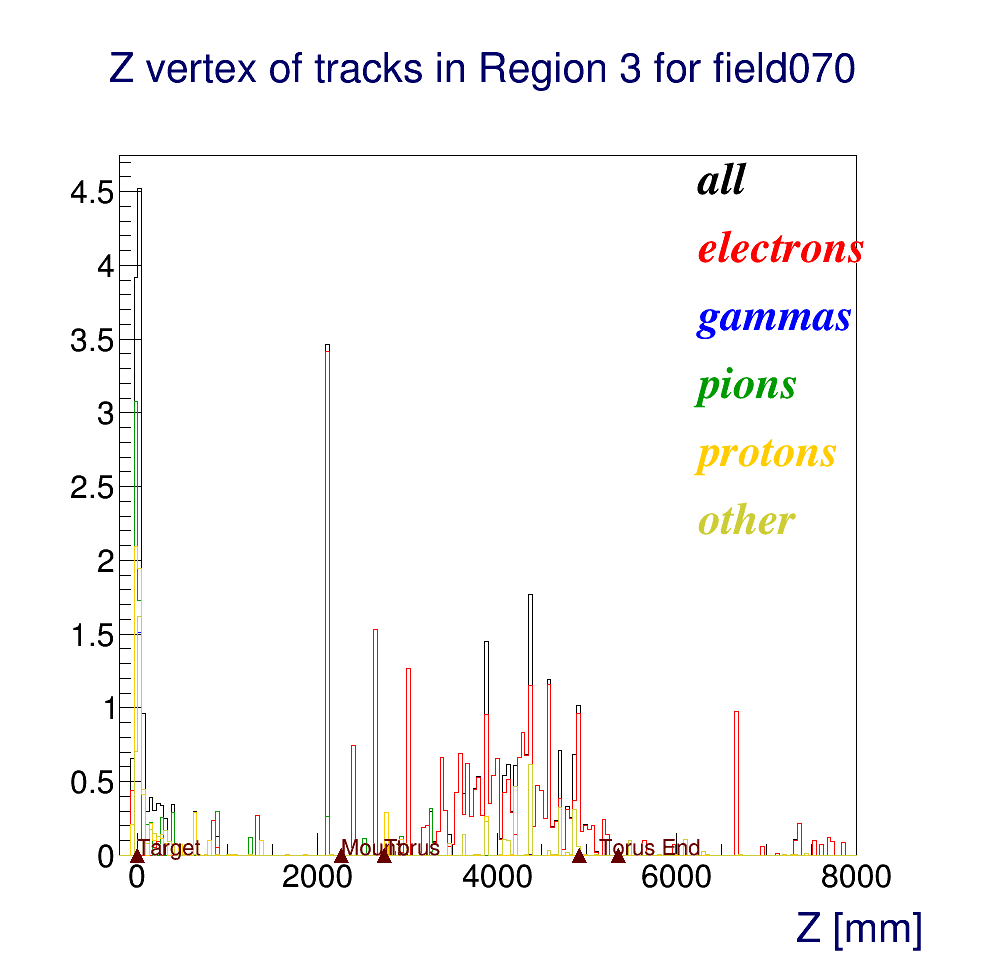 Z vertex of tracks in Region 3 for field070
all
electrons
gammas
pions
protons
other
4.5
4
3.5
3
2.5
2
1.5
1
0.5
0
Target
Mount
Torus
Torus End
0
2000
4000
6000
8000
Z [mm]